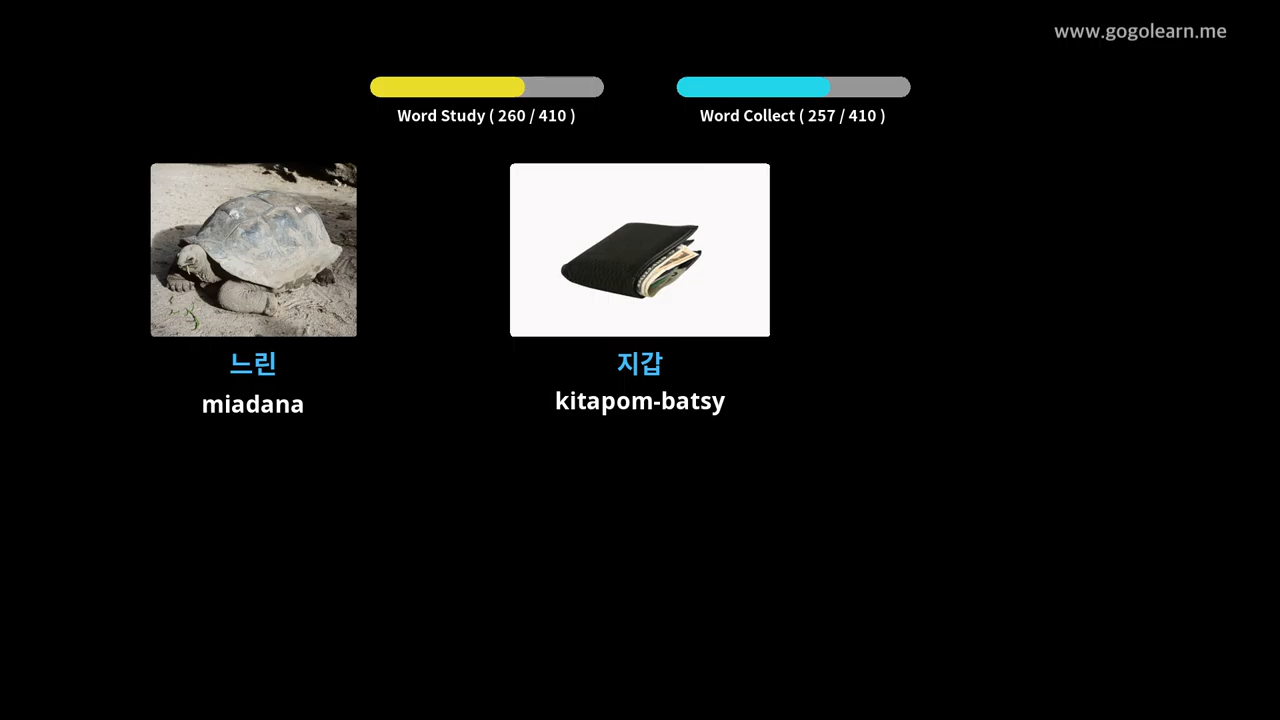 www.gogolearn.me
Word Study ( 260 / 410 )
Word Collect ( 257 / 410 )
느린
miadana
지갑
kitapom-batsy